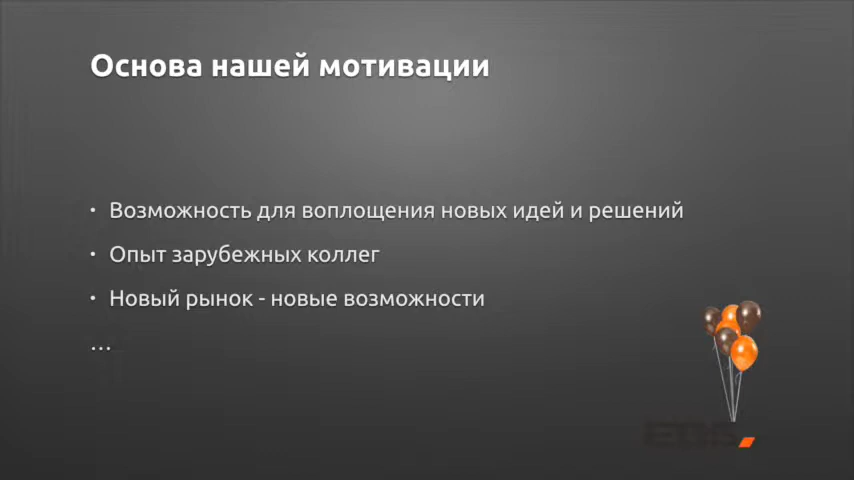 Основа нашей мотивации
• Возможность для воплощения новых идей и решений
• Опыт зарубежных коллег
• Новый рынок - новые возможности
...